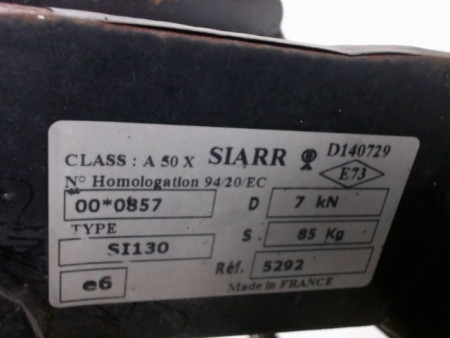 CLASS : A 50 X SIARR D140729
N° Homologation 94/20/EC E73
00*0857 D 7 kN
TYPE
SI130 S. 85 Kg
e6 Réf. 5292
Made in FRANCE